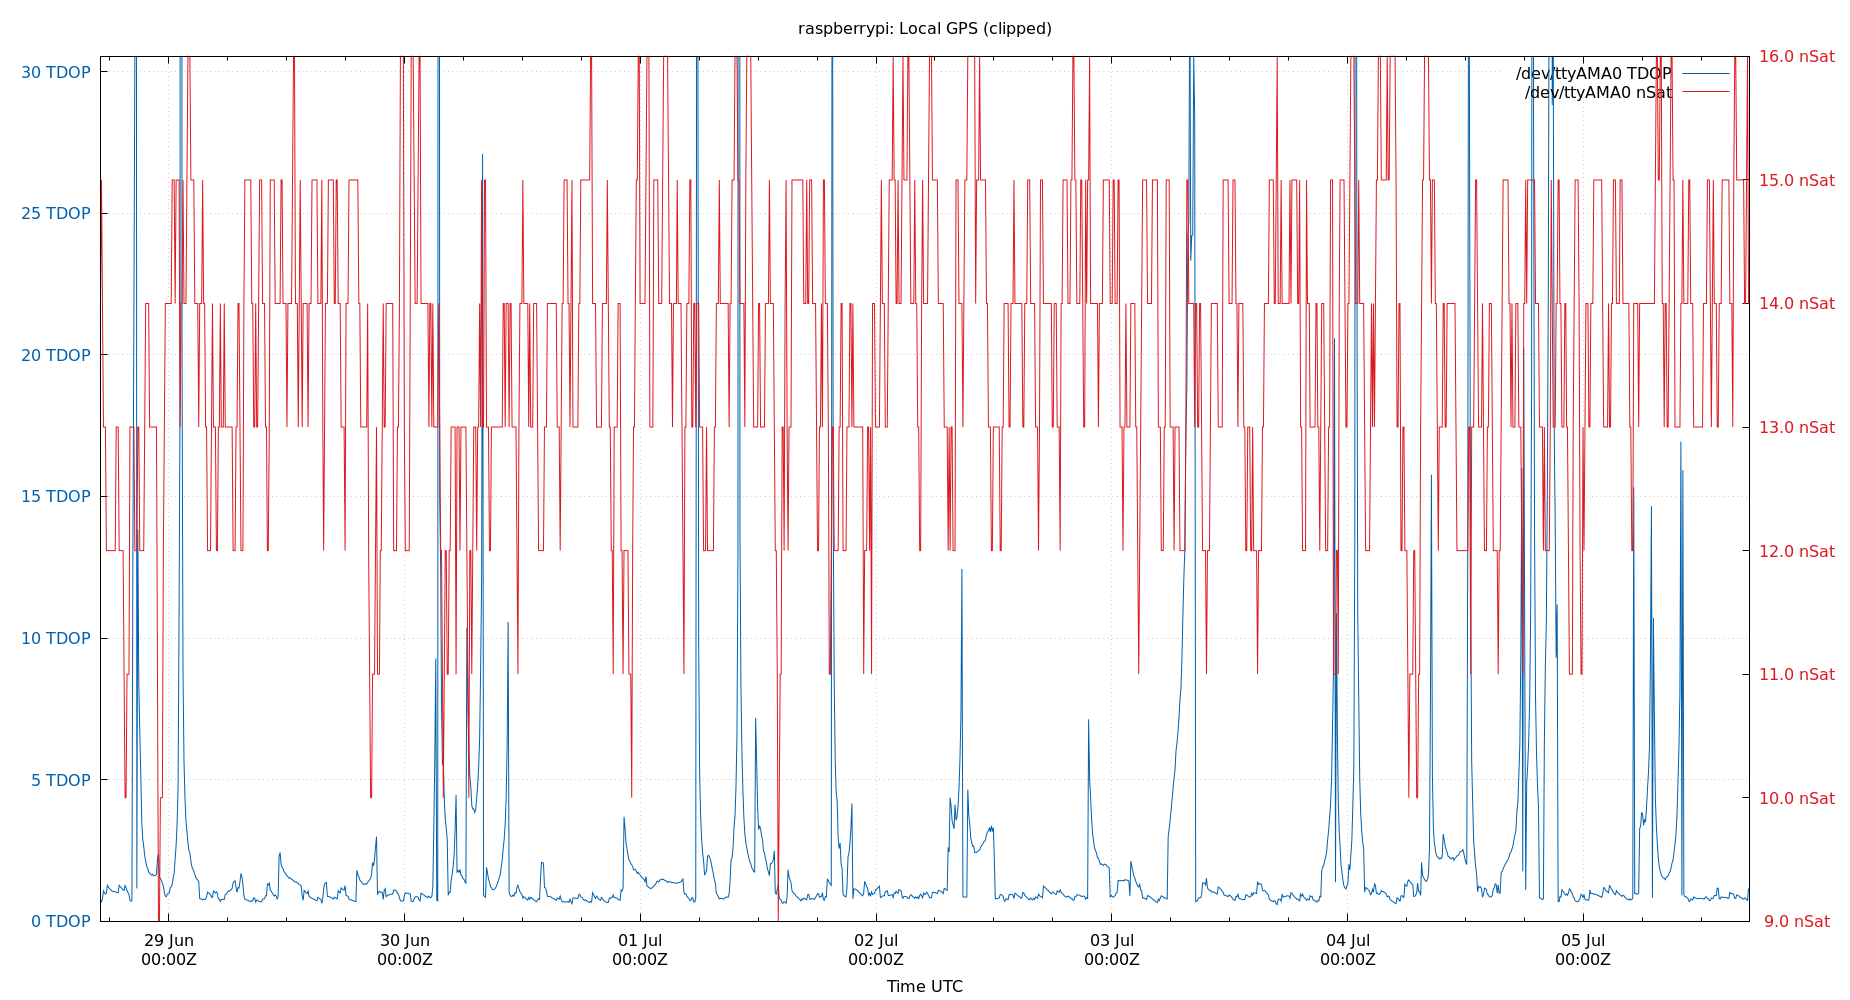 raspberrypi: Local GPS (clipped)
30 TDOP
25 TDOP
20 TDOP
15 TDOP
10 TDOP
5 TDOP
0 TDOP
16.0 nSat
15.0 nSat
14.0 nSat
13.0 nSat
12.0 nSat
11.0 nSat
10.0 nSat
9.0 nSat
/dev/ttyAMA0 TDOP
/dev/ttyAMA0 nSat
29 Jun
00:00Z
30 Jun
00:00Z
01 Jul
00:00Z
02 Jul
00:00Z
03 Jul
00:00Z
04 Jul
00:00Z
05 Jul
00:00Z
Time UTC